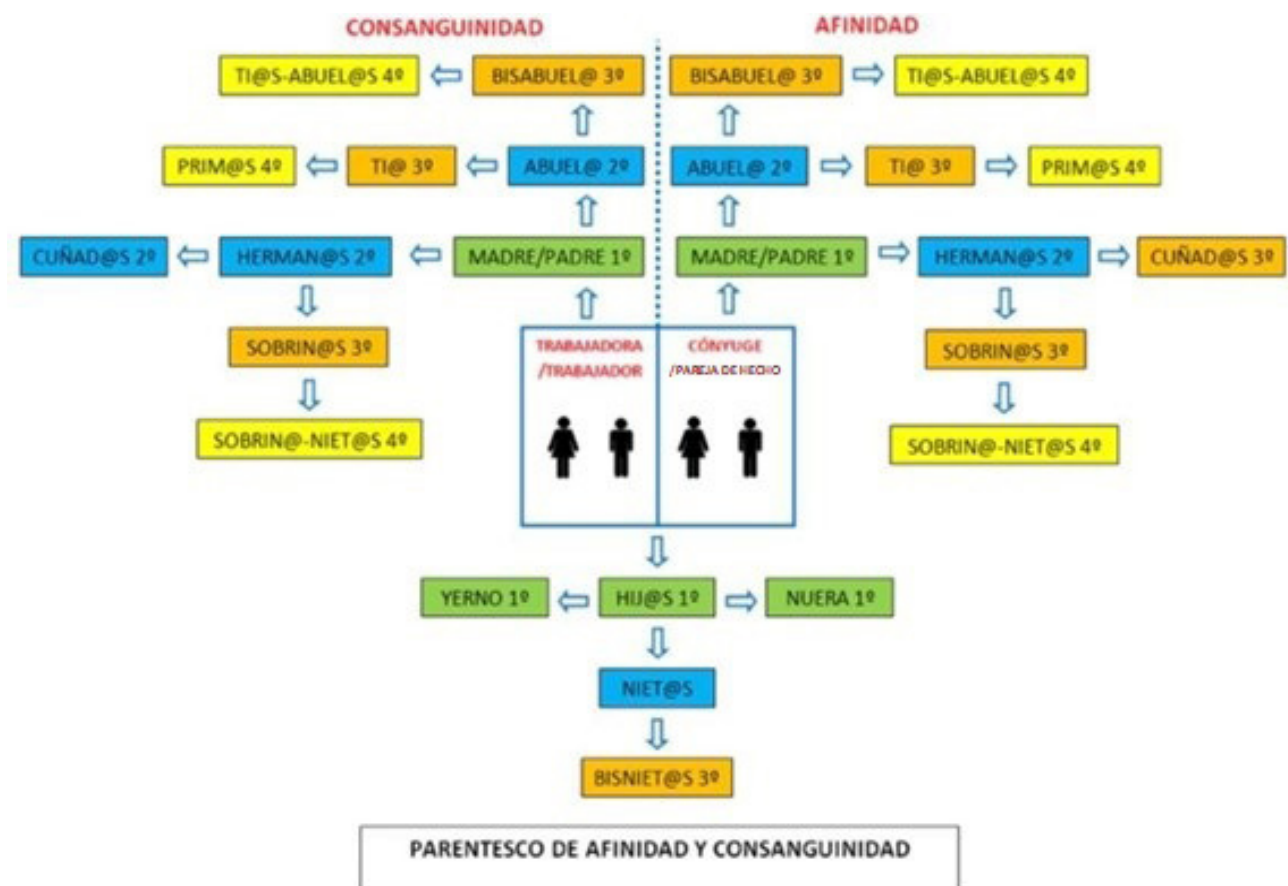 CONSANGUINIDAD
AFINIDAD
TI@S-ABUEL@S 4º
BISABUEL@ 3º
BISABUEL@ 3º
TI@S-ABUEL@S 4º
PRIM@S 4º
TI@ 3º
ABUEL@ 2º
ABUEL@ 2º
TI@ 3º
PRIM@S 4º
CUÑAD@S 2º
HERMAN@S 2º
MADRE/PADRE 1º
MADRE/PADRE 1º
HERMAN@S 2º
CUÑAD@S 3º
SOBRIN@S 3º
TRABAJADORA
/TRABAJADOR
CÓNYUGE
/PAREJA DE HECHO
SOBRIN@S 3º
SOBRIN@-NIET@S 4º
SOBRIN@-NIET@S 4º
YERNO 1º
HIJ@S 1º
NUERA 1º
NIET@S
BISNIET@S 3º
PARENTESCO DE AFINIDAD Y CONSANGUINIDAD